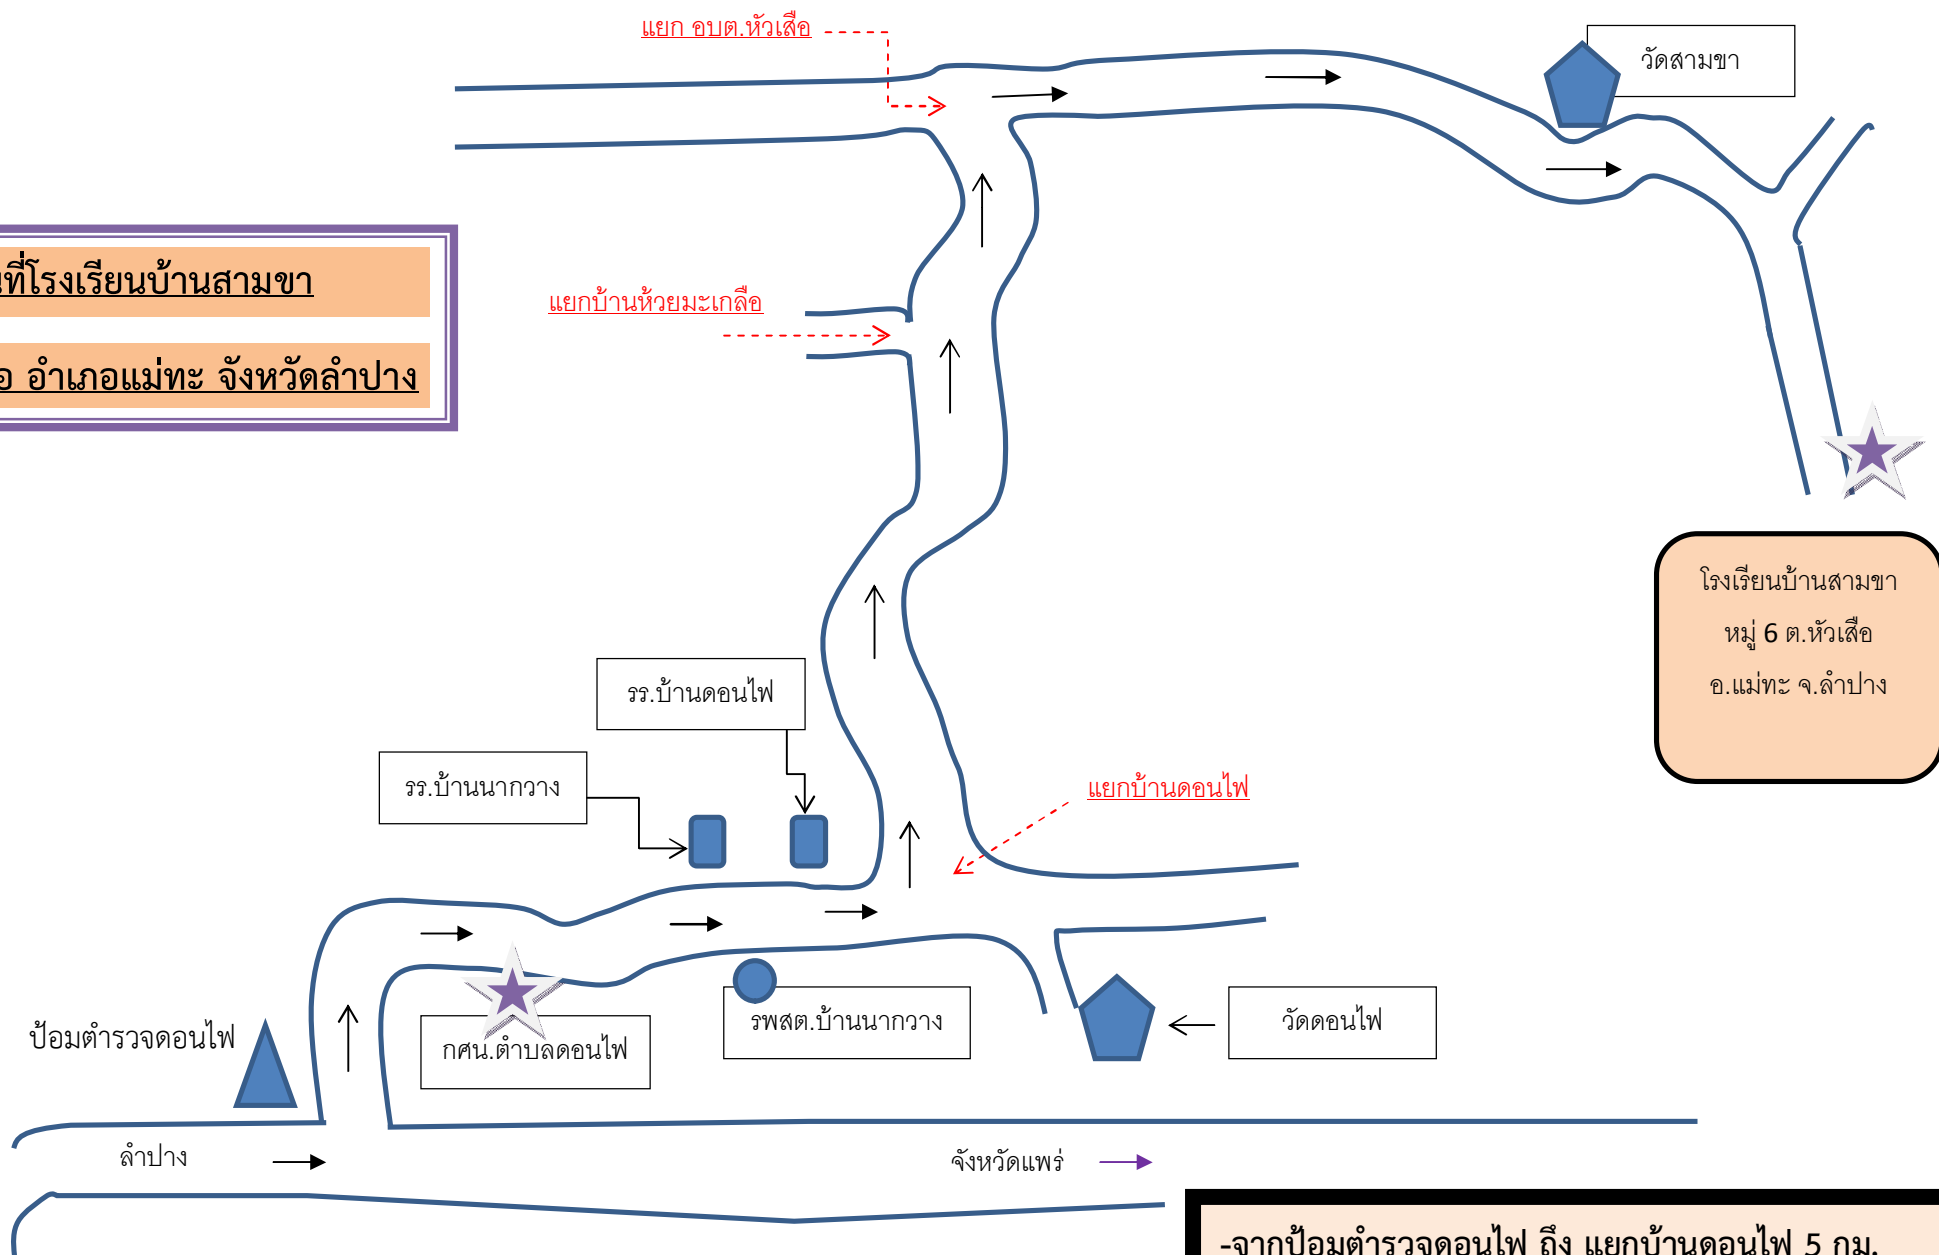 แยก อบต.หัวเสือ
วัดสามขา
ที่โรงเรียนบ้านสามขา
อำเภอแม่ทะ จังหวัดลำปาง
แยกบ้านห้วยมะเกลือ
โรงเรียนบ้านสามขา
หมู่ 6 ต.หัวเสือ
อ.แม่ทะ จ.ลำปาง
รร.บ้านดอนไฟ
รร.บ้านนากวาง
แยกบ้านดอนไฟ
ป้อมตำรวจดอนไฟ
กศน.ตำบลดอนไฟ
รพสต.บ้านนากวาง
วัดดอนไฟ
ลำปาง
จังหวัดแพร่
-จากป้อมตำรวจดอนไฟ ถึง แยกบ้านดอนไฟ 5 กม.